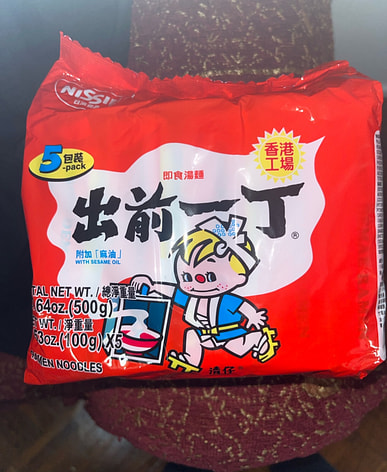 NISSIN
5包裝
-pack
即食湯麵
香港
工場
出前一丁
®
附加「麻油」
WITH SESAME OIL
NET WT. / 總淨重量
64oz. (500g)
WT. / 淨重量
3oz. (100g) X5
NOODLES
清仔